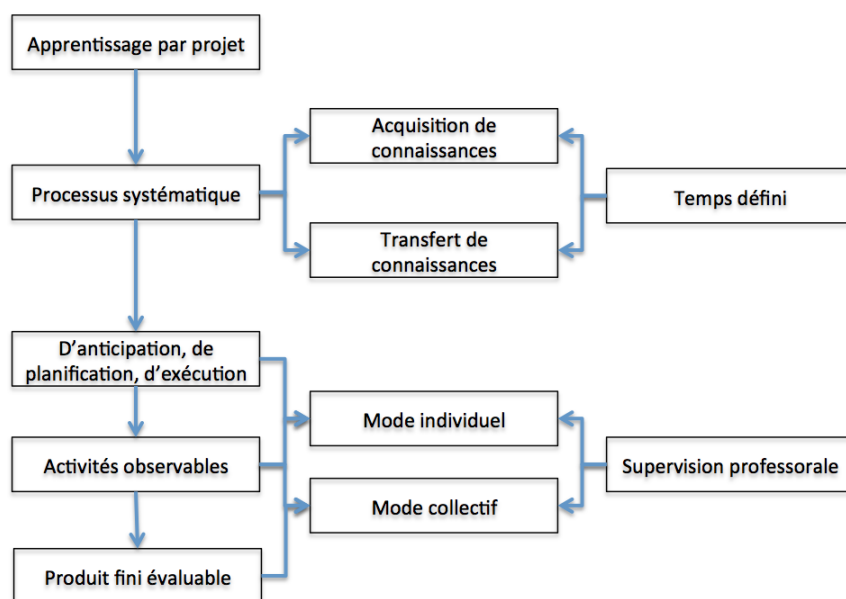 Apprentissage par projet
Acquisition de
connaissances
Processus systématique
Temps défini
Transfert de
connaissances
D’anticipation, de
planification, d’exécution
Mode individuel
Activités observables
Supervision professorale
Mode collectif
Produit fini évaluable